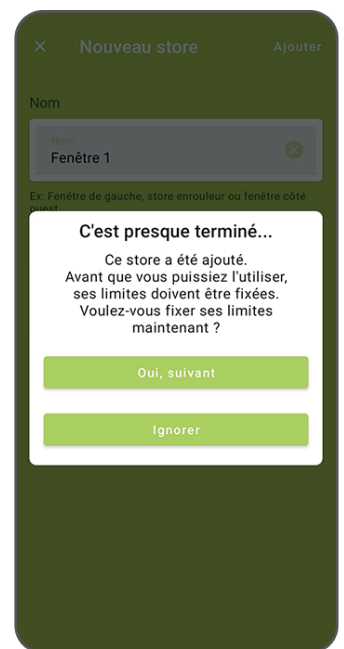 × Nouveau store Ajouter
Nom
Nom
Fenêtre 1
Ex: Fenêtre de gauche, store enrouleur ou fenêtre côté
ouest
C'est presque terminé...
Ce store a été ajouté.
Avant que vous puissiez l'utiliser,
ses limites doivent être fixées.
Voulez-vous fixer ses limites
maintenant ?
Oui, suivant
Ignorer